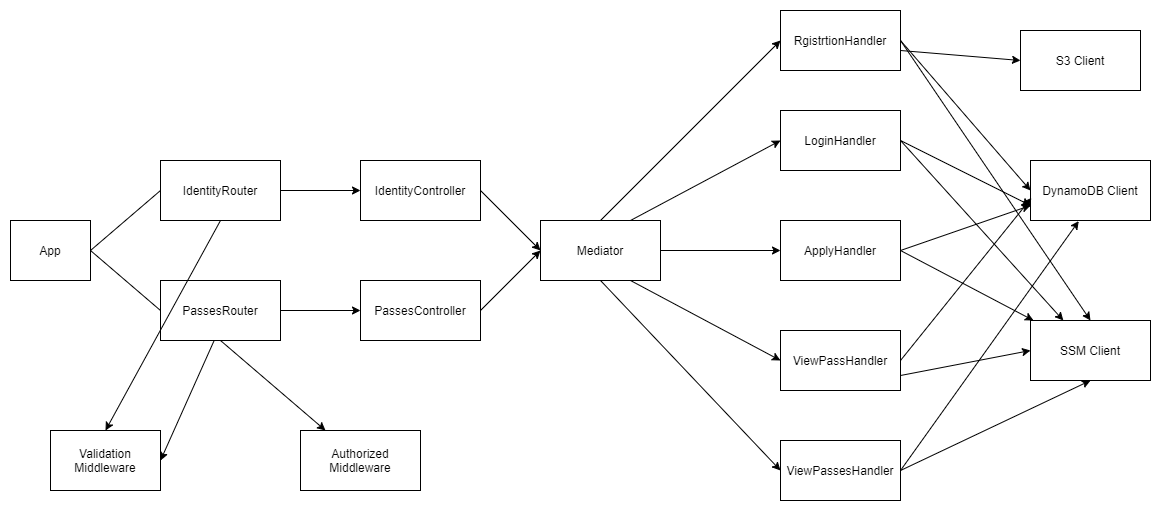 RgistrtionHandler
S3 Client
LoginHandler
IdentityRouter
IdentityController
DynamoDB Client
App
Mediator
ApplyHandler
PassesRouter
PassesController
ViewPassHandler
SSM Client
Validation
Middleware
Authorized
Middleware
ViewPassesHandler